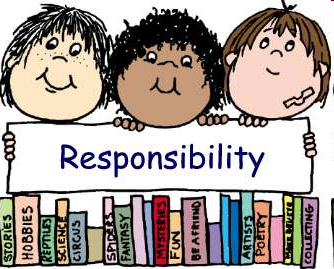 Responsibility
STORIES
HOBBIES
REPTILES
SCIENCE
CIRCUS
SPIDERS
FANTASY
MYSTERIES
FUN
BE A FRIEND
ARTISTS
POETRY
COLLECTING